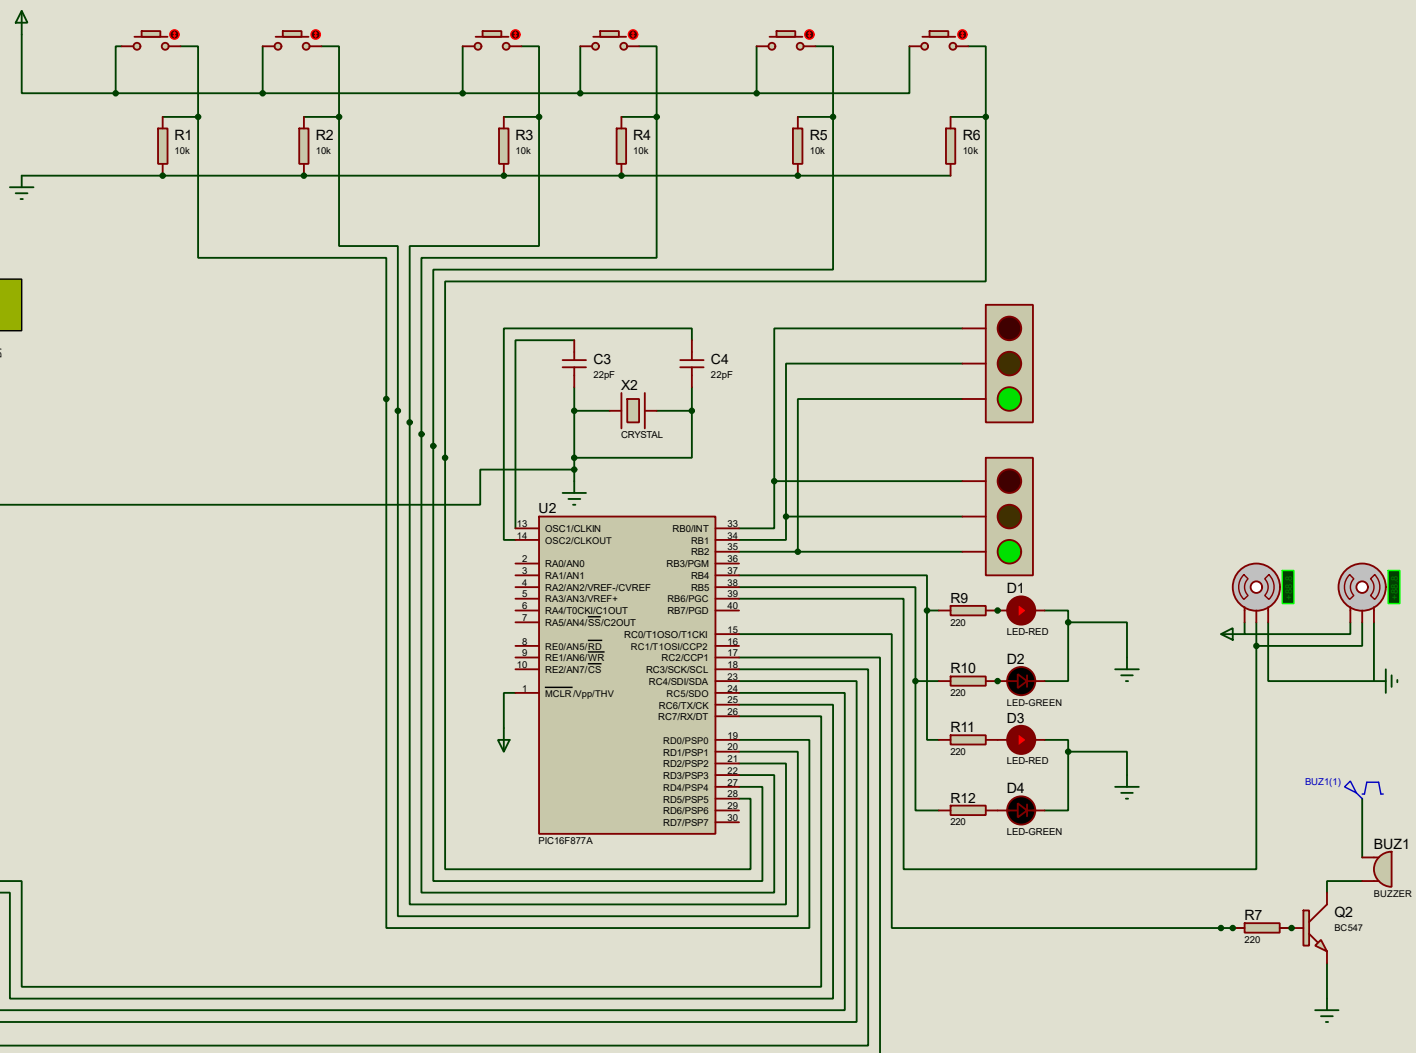 R1
10k
R2
10k
R3
10k
R4
10k
R5
10k
R6
10k
C3
22pF
C4
22pF
X2
CRYSTAL
U2
13 OSC1/CLKIN
14 OSC2/CLKOUT
2 RA0/AN0
3 RA1/AN1
4 RA2/AN2/VREF-/CVREF
5 RA3/AN3/VREF+
6 RA4/T0CKI/C1OUT
7 RA5/AN4/SS/C2OUT
8 RE0/AN5/RD
9 RE1/AN6/WR
10 RE2/AN7/CS
1 MCLR/Vpp/THV
RB0/INT 33
RB1 34
RB2 35
RB3/PGM 36
RB4 37
RB5 38
RB6/PGC 39
RB7/PGD 40
RC0/T1OSO/T1CKI 15
RC1/T1OSI/CCP2 16
RC2/CCP1 17
RC3/SCK/SCL 18
RC4/SDI/SDA 23
RC5/SDO 24
RC6/TX/CK 25
RC7/RX/DT 26
RD0/PSP0 19
RD1/PSP1 20
RD2/PSP2 21
RD3/PSP3 22
RD4/PSP4 27
RD5/PSP5 28
RD6/PSP6 29
RD7/PSP7 30
PIC16F877A
R9
220
D1
LED-RED
R10
220
D2
LED-GREEN
R11
220
D3
LED-RED
R12
220
D4
LED-GREEN
BUZ1(1)
BUZ1
BUZZER
R7
220
Q2
BC547